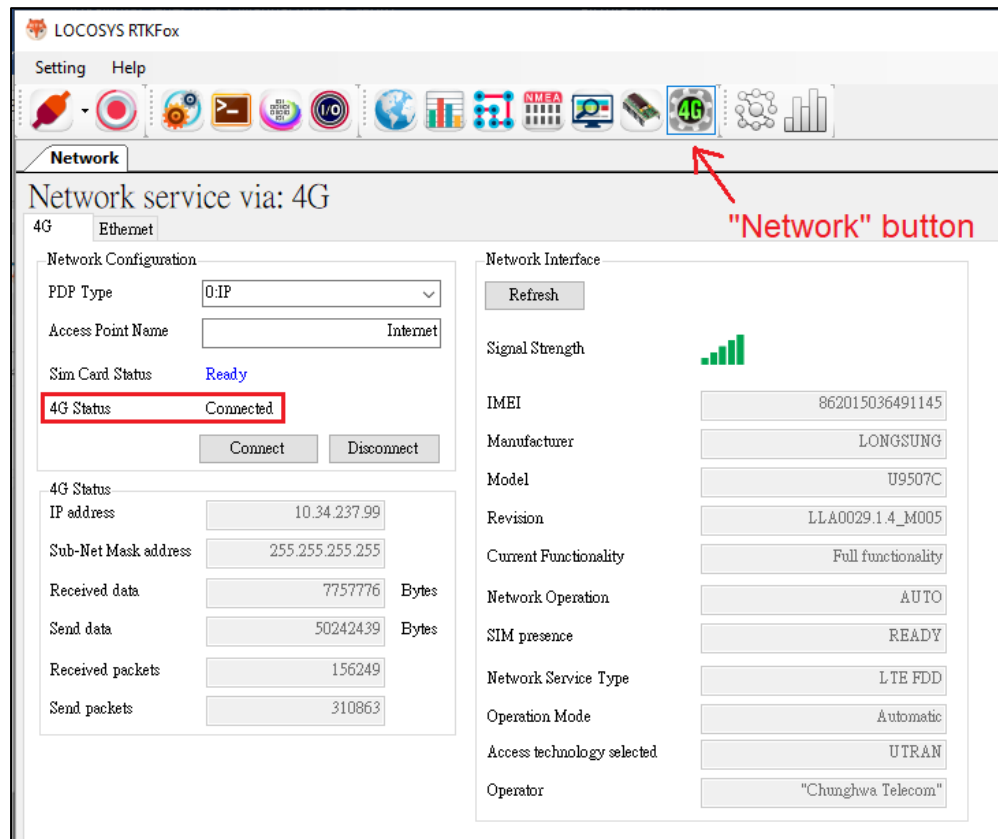 LOCOSYS RTKFox
Setting Help
NMEA
4G
Network
Network service via: 4G
"Network" button
4G Ethernet
Network Configuration
PDP Type 0:IP
Access Point Name Internet
Sim Card Status Ready
4G Status Connected
Connect Disconnect
4G Status
IP address 10.34.237.99
Sub-Net Mask address 255.255.255.255
Received data 7757776 Bytes
Send data 50242439 Bytes
Received packets 156249
Send packets 310863
Network Interface
Refresh
Signal Strength
IMEI 862015036491145
Manufacturer LONGSUNG
Model U9507C
Revision LLA0029.1.4_M005
Current Functionality Full functionality
Network Operation AUTO
SIM presence READY
Network Service Type LTE FDD
Operation Mode Automatic
Access technology selected UTRAN
Operator "Chunghwa Telecom"